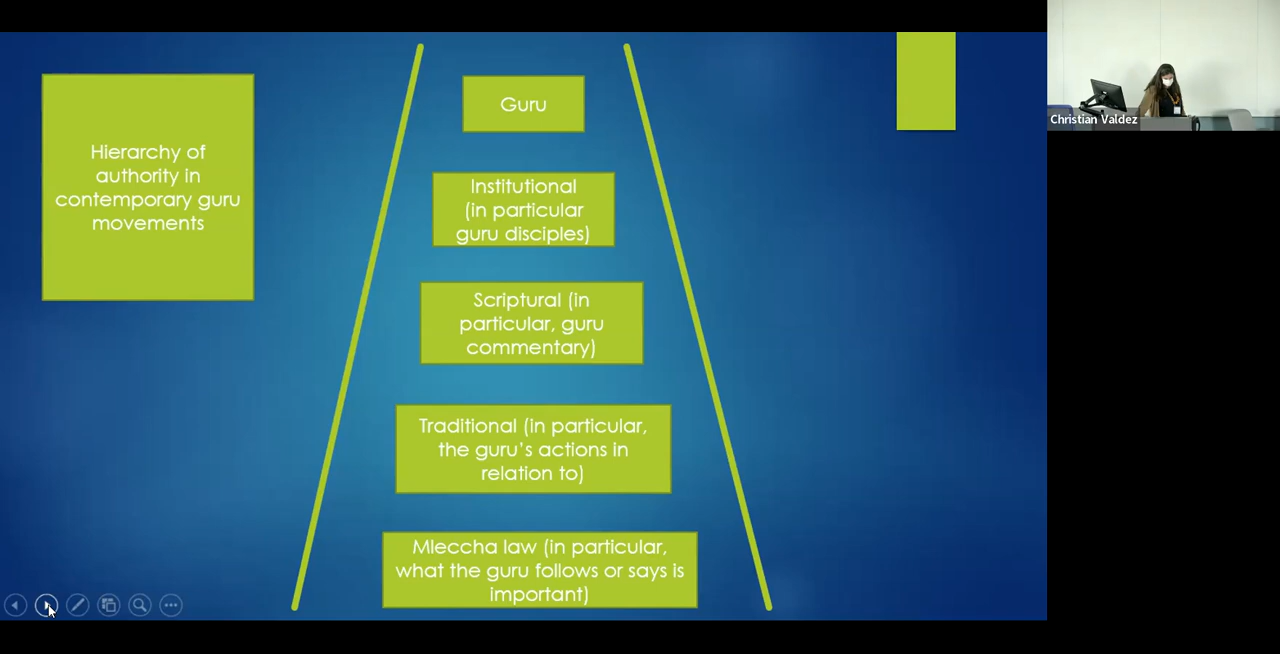 Hierarchy of
authority in
contemporary guru
movements
Guru
Institutional
(in particular
guru disciples)
Scriptural (in
particular, guru
commentary)
Traditional (in particular,
the guru's actions in
relation to)
Mleccha law (in particular,
what the guru follows or says is
important)
Christian Valdez